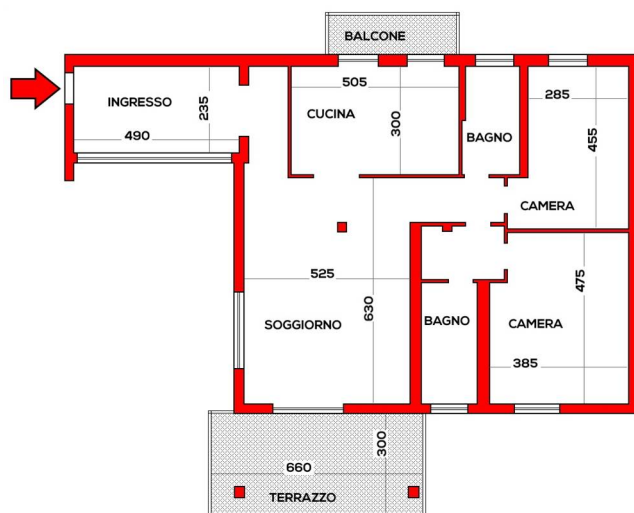 BALCONE
505
INGRESSO
235
490
CUCINA
300
BAGNO
285
455
CAMERA
525
630
475
SOGGIORNO
BAGNO
CAMERA
385
300
660
TERRAZZO